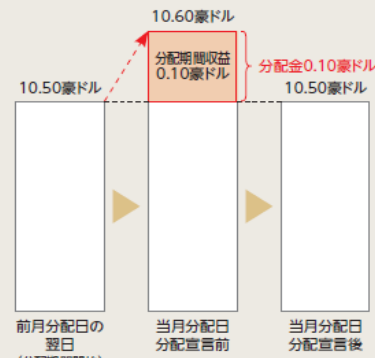 10.60豪ドル
分配期間収益
0.10豪ドル
分配金0.10豪ドル
10.50豪ドル
10.50豪ドル
前月分配日の
翌日
当月分配日
分配宣言前
当月分配日
分配宣言後